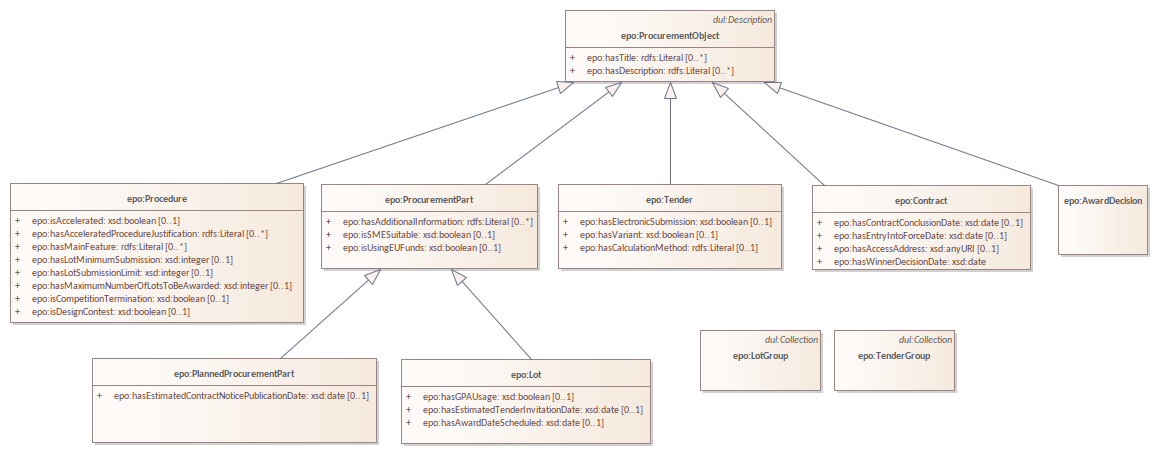 dul:Description
epo:ProcurementObject
+ epo:hasTitle: rdfs:Literal [0..*]
+ epo:hasDescription: rdfs:Literal [0..*]
epo:Procedure
+ epo:isAccelerated: xsd:boolean [0..1]
+ epo:hasAcceleratedProcedureJustification: rdfs:Literal [0..*]
+ epo:hasMainFeature: rdfs:Literal [0..*]
+ epo:hasLotMinimumSubmission: xsd:integer [0..1]
+ epo:hasLotSubmissionLimit: xsd:integer [0..1]
+ epo:hasMaximumNumberOfLotsToBeAwarded: xsd:integer [0..1]
+ epo:isCompetitionTermination: xsd:boolean [0..1]
+ epo:isDesignContest: xsd:boolean [0..1]
epo:ProcurementPart
+ epo:hasAdditionalInformation: rdfs:Literal [0..*]
+ epo:isSMESuitable: xsd:boolean [0..1]
+ epo:isUsingEUFunds: xsd:boolean [0..1]
epo:Tender
+ epo:hasElectronicSubmission: xsd:boolean [0..1]
+ epo:hasVariant: xsd:boolean [0..1]
+ epo:hasCalculationMethod: rdfs:Literal [0..1]
epo:Contract
+ epo:hasContractConclusionDate: xsd:date [0..1]
+ epo:hasEntryIntoForceDate: xsd:date [0..1]
+ epo:hasAccessAddress: xsd:anyURI [0..1]
+ epo:hasWinnerDecisionDate: xsd:date
epo:AwardDecision
epo:PlannedProcurementPart
+ epo:hasEstimatedContractNoticePublicationDate: xsd:date [0..1]
epo:Lot
+ epo:hasGPAUsage: xsd:boolean [0..1]
+ epo:hasEstimatedTenderInvitationDate: xsd:date [0..1]
+ epo:hasAwardDateScheduled: xsd:date [0..1]
dul:Collection
epo:LotGroup
dul:Collection
epo:TenderGroup